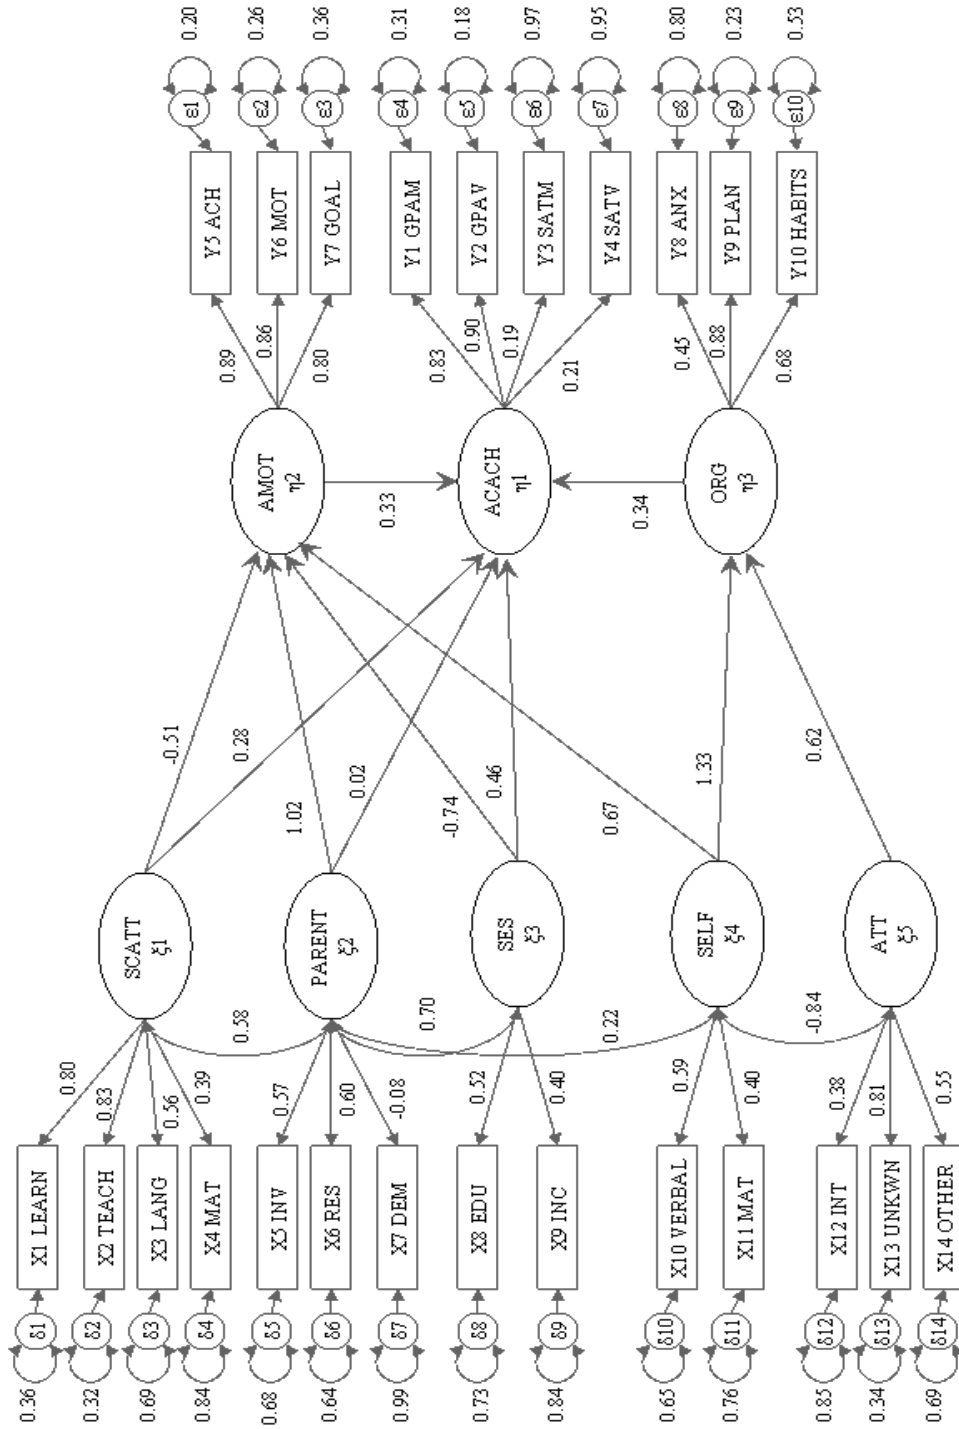 0.36
δ1
X1 LEARN
0.80
0.32
δ2
X2 TEACH
0.83
0.69
δ3
X3 LANG
0.56
0.84
δ4
X4 MAT
0.39
0.68
δ5
X5 INV
0.57
0.64
δ6
X6 RES
0.60
0.99
δ7
X7 DEM
-0.08
0.73
δ8
X8 EDU
0.52
0.84
δ9
X9 INC
0.40
0.65
δ10
X10 VERBAL
0.59
0.76
δ11
X11 MAT
0.40
0.85
δ12
X12 INT
0.38
0.34
δ13
X13 UNKWN
0.81
0.69
δ14
X14 OTHER
0.55
0.58
0.70
0.22
-0.84
SCATT
ξ1
PARENT
ξ2
SES
ξ3
SELF
ξ4
ATT
ξ5
-0.51
0.28
1.02
0.02
-0.74
0.46
0.67
1.33
0.62
AMOT
η2
0.33
ACACH
η1
0.34
ORG
η3
0.89
Y5 ACH
ε1
0.20
0.86
Y6 MOT
ε2
0.26
0.80
Y7 GOAL
ε3
0.36
0.83
Y1 GPAM
ε4
0.31
0.90
Y2 GPAV
ε5
0.18
0.19
Y3 SATM
ε6
0.97
0.21
Y4 SATV
ε7
0.95
0.45
Y8 ANX
ε8
0.80
0.88
Y9 PLAN
ε9
0.23
0.68
Y10 HABITS
ε10
0.53